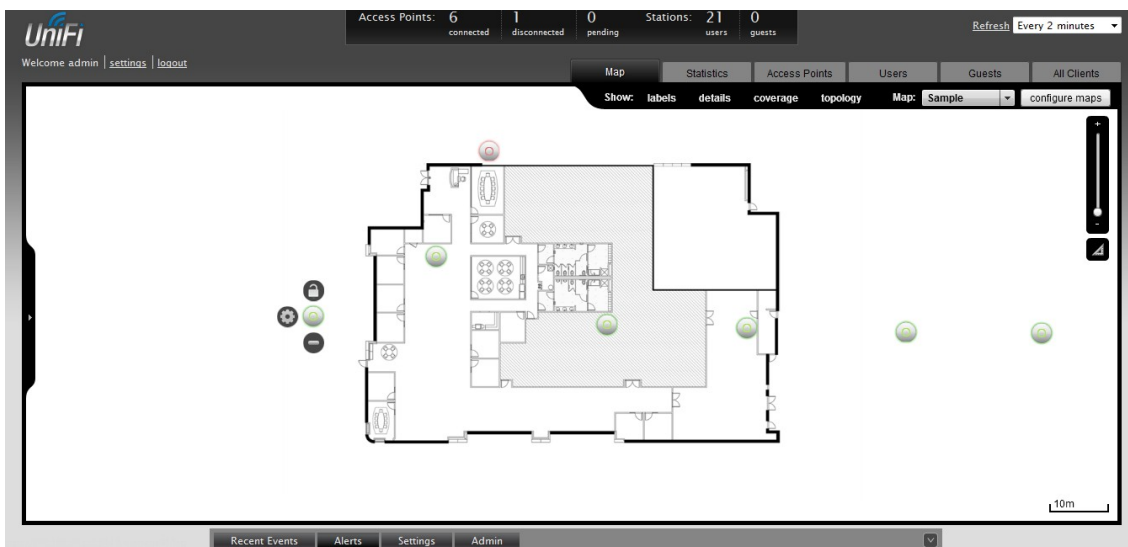 UniFi
Access Points: 6 connected 1 disconnected 0 pending Stations: 21 users 0 guests
Refresh Every 2 minutes
Welcome admin | settings | logout
Map Statistics Access Points Users Guests All Clients
Show: labels details coverage topology Map: Sample configure maps
+
-
10m
Recent Events Alerts Settings Admin